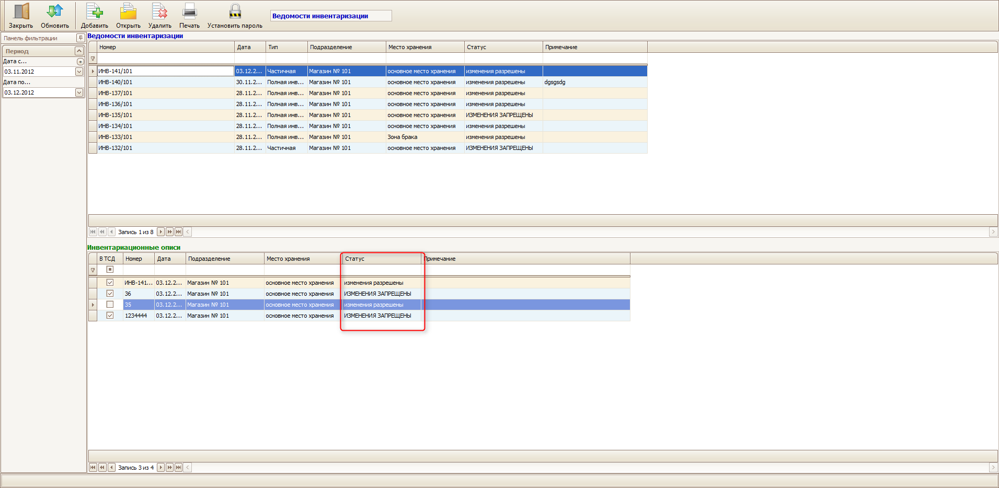 Закрыть Обновить Добавить Открыть Удалить Печать Установить пароль Ведомости инвентаризации
Панель фильтрации
Период
Дата с...
03.11.2012
Дата по...
03.12.2012
Ведомости инвентаризации
Номер Дата Тип Подразделение Место хранения Статус Примечание
ИНВ-141/101 03.12.2... Частичная Магазин № 101 основное место хранения изменения разрешены
ИНВ-140/101 30.11.2... Полная инв... Магазин № 101 основное место хранения изменения разрешены dgsgsdg
ИНВ-137/101 28.11.2... Полная инв... Магазин № 101 основное место хранения изменения разрешены
ИНВ-136/101 28.11.2... Полная инв... Магазин № 101 основное место хранения изменения разрешены
ИНВ-135/101 28.11.2... Полная инв... Магазин № 101 основное место хранения ИЗМЕНЕНИЯ ЗАПРЕЩЕНЫ
ИНВ-134/101 28.11.2... Полная инв... Магазин № 101 основное место хранения изменения разрешены
ИНВ-133/101 28.11.2... Полная инв... Магазин № 101 Зона брака изменения разрешены
ИНВ-132/101 28.11.2... Частичная Магазин № 101 основное место хранения ИЗМЕНЕНИЯ ЗАПРЕЩЕНЫ
Запись 1 из 8
Инвентариационные описи
В ТСД Номер Дата Подразделение Место хранения Статус Примечание
ИНВ-141... 03.12.2... Магазин № 101 основное место хранения изменения разрешены
36 03.12.2... Магазин № 101 основное место хранения ИЗМЕНЕНИЯ ЗАПРЕЩЕНЫ
35 03.12.2... Магазин № 101 основное место хранения изменения разрешены
1234444 03.12.2... Магазин № 101 основное место хранения ИЗМЕНЕНИЯ ЗАПРЕЩЕНЫ
Запись 3 из 4